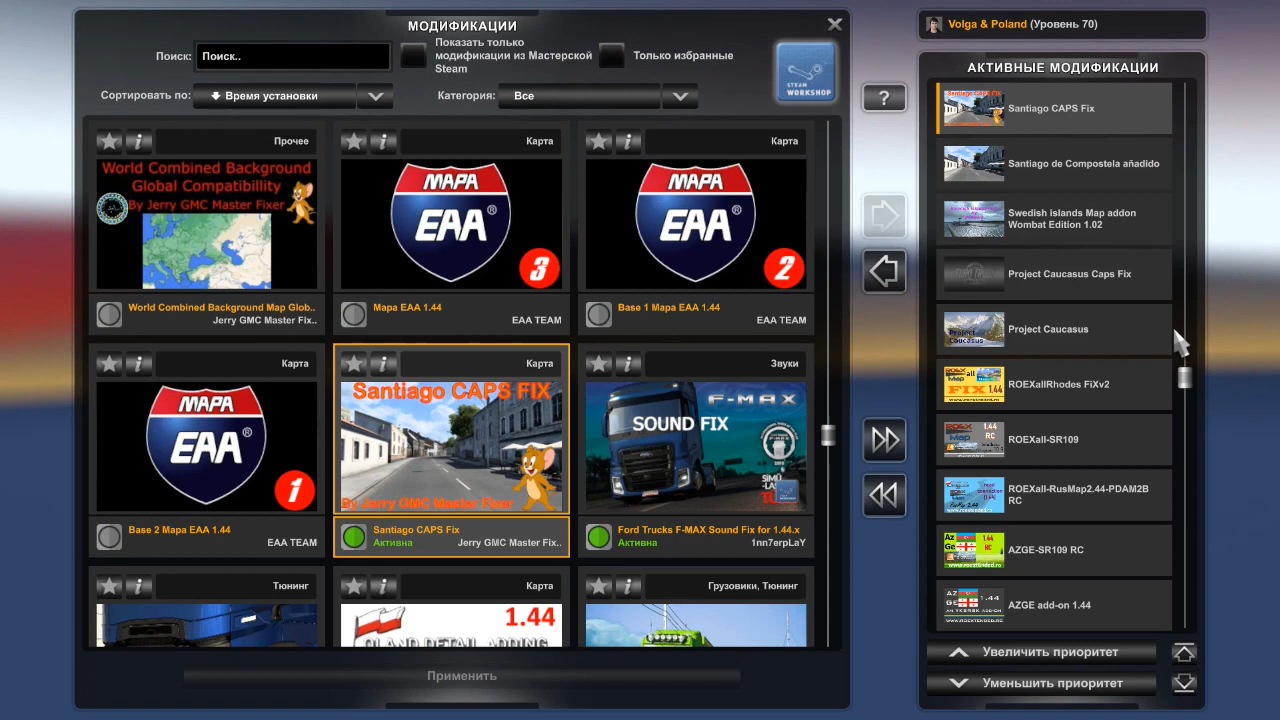 МОДИФИКАЦИИ
Поиск:
Поиск..
Показать только
модификации из Мастерской
Steam
Только избранные
STEAM
WORKSHOP
Сортировать по:
Время установки
Категория:
Все
Прочее
World Combined Background
Global Compatibillity
By Jerry GMC Master Fixer
World Combined Background Map Glob..
Jerry GMC Master Fix..
Карта
MAPA
EAA®
3
Mapa EAA 1.44
EAA TEAM
Карта
MAPA
EAA®
2
Base 1 Mapa EAA 1.44
EAA TEAM
Карта
MAPA
EAA®
1
Base 2 Mapa EAA 1.44
EAA TEAM
Карта
Santiago CAPS FIX
By Jerry GMC Master Fixer
Santiago CAPS Fix
Активна
Jerry GMC Master Fix..
Звуки
F-MAX
SOUND FIX
Ford Trucks F-MAX Sound Fix for 1.44.x
Активна
1nn7erpLaY
Тюнинг
Карта
1.44
OLAND DETAIL ADDING
Грузовики, Тюнинг
Применить
?
Volga & Poland (Уровень 70)
АКТИВНЫЕ МОДИФИКАЦИИ
Santiago CAPS Fix
Santiago de Compostela añadido
Swedish islands Map addon
Wombat Edition 1.02
Project Caucasus Caps Fix
Project
Caucasus
Project Caucasus
ROEXallRhodes FiXv2
ROEXall-SR109
ROEXall-RusMap2.44-PDAM2B
RC
AZGE-SR109 RC
AZGE add-on 1.44
Увеличить приоритет
Уменьшить приоритет